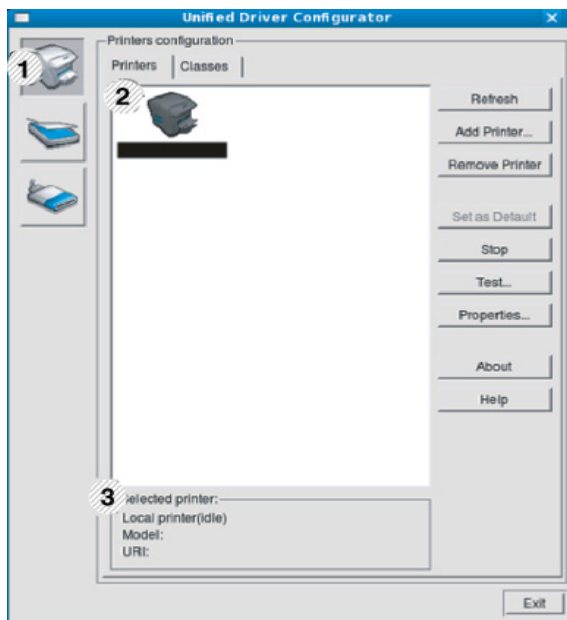 Unified Driver Configurator
Printers configuration
Printers
Classes
1
2
Refresh
Add Printer...
Remove Printer
Set as Default
Stop
Test...
Properties...
About
Help
3
Selected printer:
Local printer(idle)
Model:
URI:
Exit